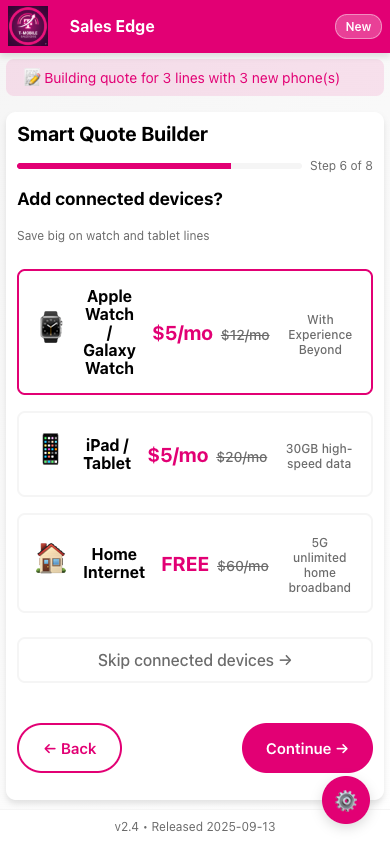 T-MOBILE
Sales Edge
New
📝 Building quote for 3 lines with 3 new phone(s)
Smart Quote Builder
Step 6 of 8
Add connected devices?
Save big on watch and tablet lines
Apple
Watch
/
Galaxy
Watch
$5/mo $12/mo
With
Experience
Beyond
iPad /
Tablet
$5/mo $20/mo
30GB high-
speed data
Home
Internet
FREE $60/mo
5G
unlimited
home
broadband
Skip connected devices →
← Back
Continue →
v2.4 • Released 2025-09-13